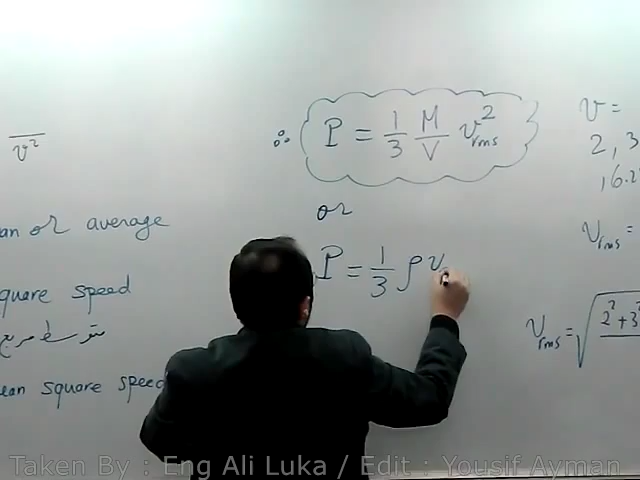 v²
∴ P = 1/3 M/V v²rms
or
P = 1/3 ρ v
an or average
quare speed
متوسط مربع
ean square speed
v =
2, 3
16.2
vrms =
vrms = √2² + 3²
Taken By : Eng Ali Luka / Edit : Yousif Ayman